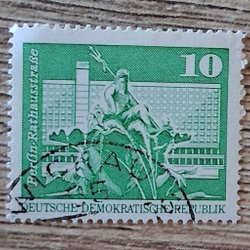 10
Berlin, Rathausstraße
DEUTSCHE DEMOKRATISCHE REPUBLIK